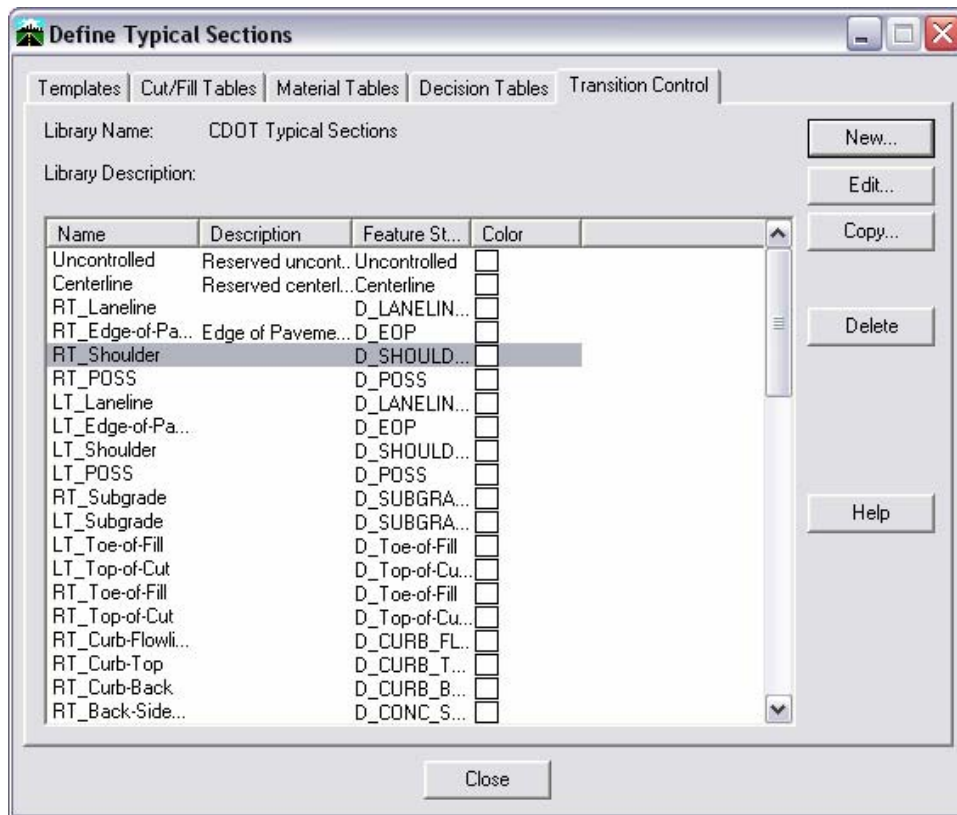 Define Typical Sections
Templates Cut/Fill Tables Material Tables Decision Tables Transition Control
Library Name: CDOT Typical Sections
New...
Library Description:
Edit...
Copy...
Name Description Feature St... Color
Uncontrolled Reserved uncont.. Uncontrolled
Centerline Reserved centerl... Centerline
RT_Laneline D_LANELIN...
RT_Edge-of-Pa... Edge of Paveme... D_EOP
Delete
RT_Shoulder D_SHOULD...
RT_POSS D_POSS
LT_Laneline D_LANELIN...
LT_Edge-of-Pa... D_EOP
LT_Shoulder D_SHOULD...
LT_POSS D_POSS
RT_Subgrade D_SUBGRA...
Help
LT_Subgrade D_SUBGRA...
LT_Toe-of-Fill D_Toe-of-Fill
LT_Top-of-Cut D_Top-of-Cu...
RT_Toe-of-Fill D_Toe-of-Fill
RT_Top-of-Cut D_Top-of-Cu...
RT_Curb-Flowli... D_CURB_FL...
RT_Curb-Top D_CURB_T...
RT_Curb-Back D_CURB_B...
RT_Back-Side... D_CONC_S...
Close